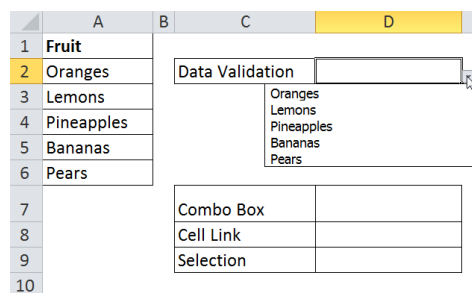 A B C D
1 Fruit
2 Oranges Data Validation
3 Lemons Oranges
Lemons
4 Pineapples Pineapples
5 Bananas Bananas
6 Pears Pears
7 Combo Box
8 Cell Link
9 Selection
10